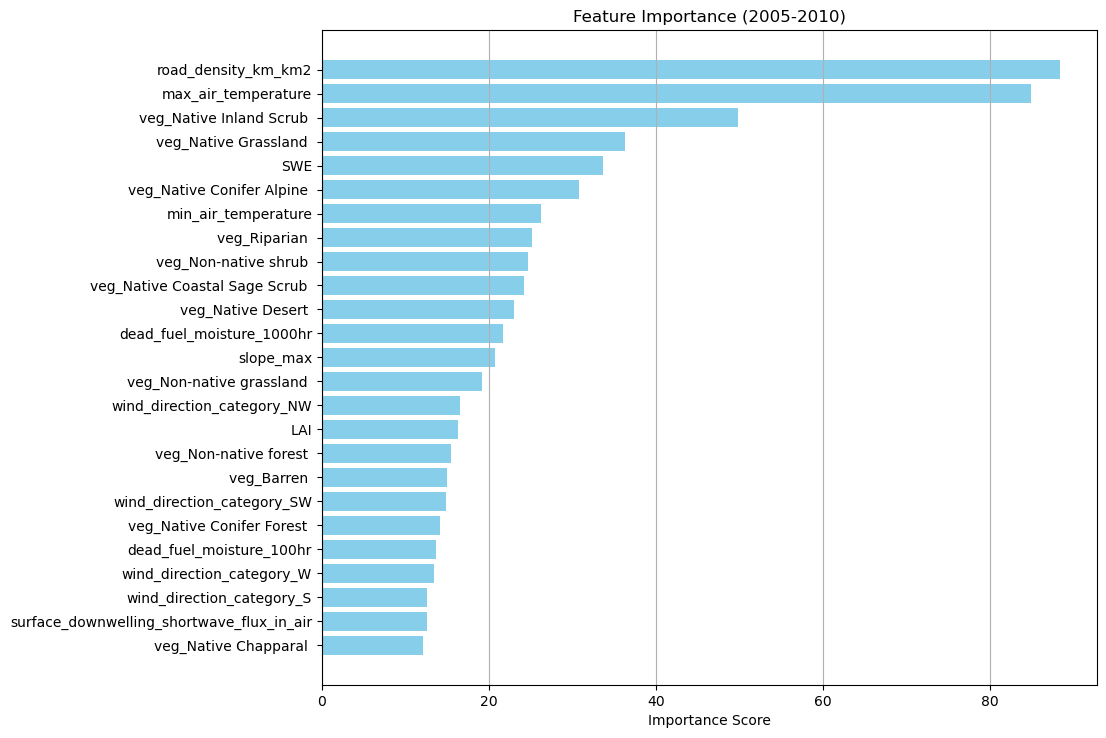 Feature Importance (2005-2010)
road_density_km_km2
max_air_temperature
veg_Native Inland Scrub
veg_Native Grassland
SWE
veg_Native Conifer Alpine
min_air_temperature
veg_Riparian
veg_Non-native shrub
veg_Native Coastal Sage Scrub
veg_Native Desert
dead_fuel_moisture_1000hr
slope_max
veg_Non-native grassland
wind_direction_category_NW
LAI
veg_Non-native forest
veg_Barren
wind_direction_category_SW
veg_Native Conifer Forest
dead_fuel_moisture_100hr
wind_direction_category_W
wind_direction_category_S
surface_downwelling_shortwave_flux_in_air
veg_Native Chapparal
0 20 40 60 80
Importance Score